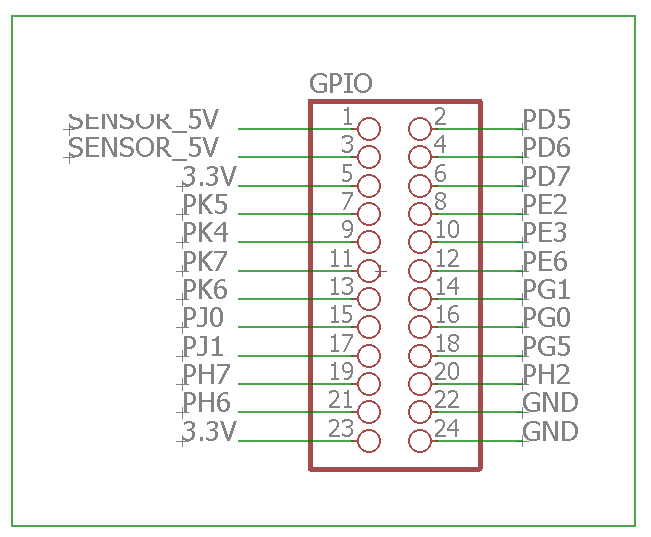 GPIO
SENSOR_5V 1 2 PD5
SENSOR_5V 3 4 PD6
3.3V 5 6 PD7
PK5 7 8 PE2
PK4 9 10 PE3
PK7 11 12 PE6
PK6 13 14 PG1
PJ0 15 16 PG0
PJ1 17 18 PG5
PH7 19 20 PH2
PH6 21 22 GND
3.3V 23 24 GND